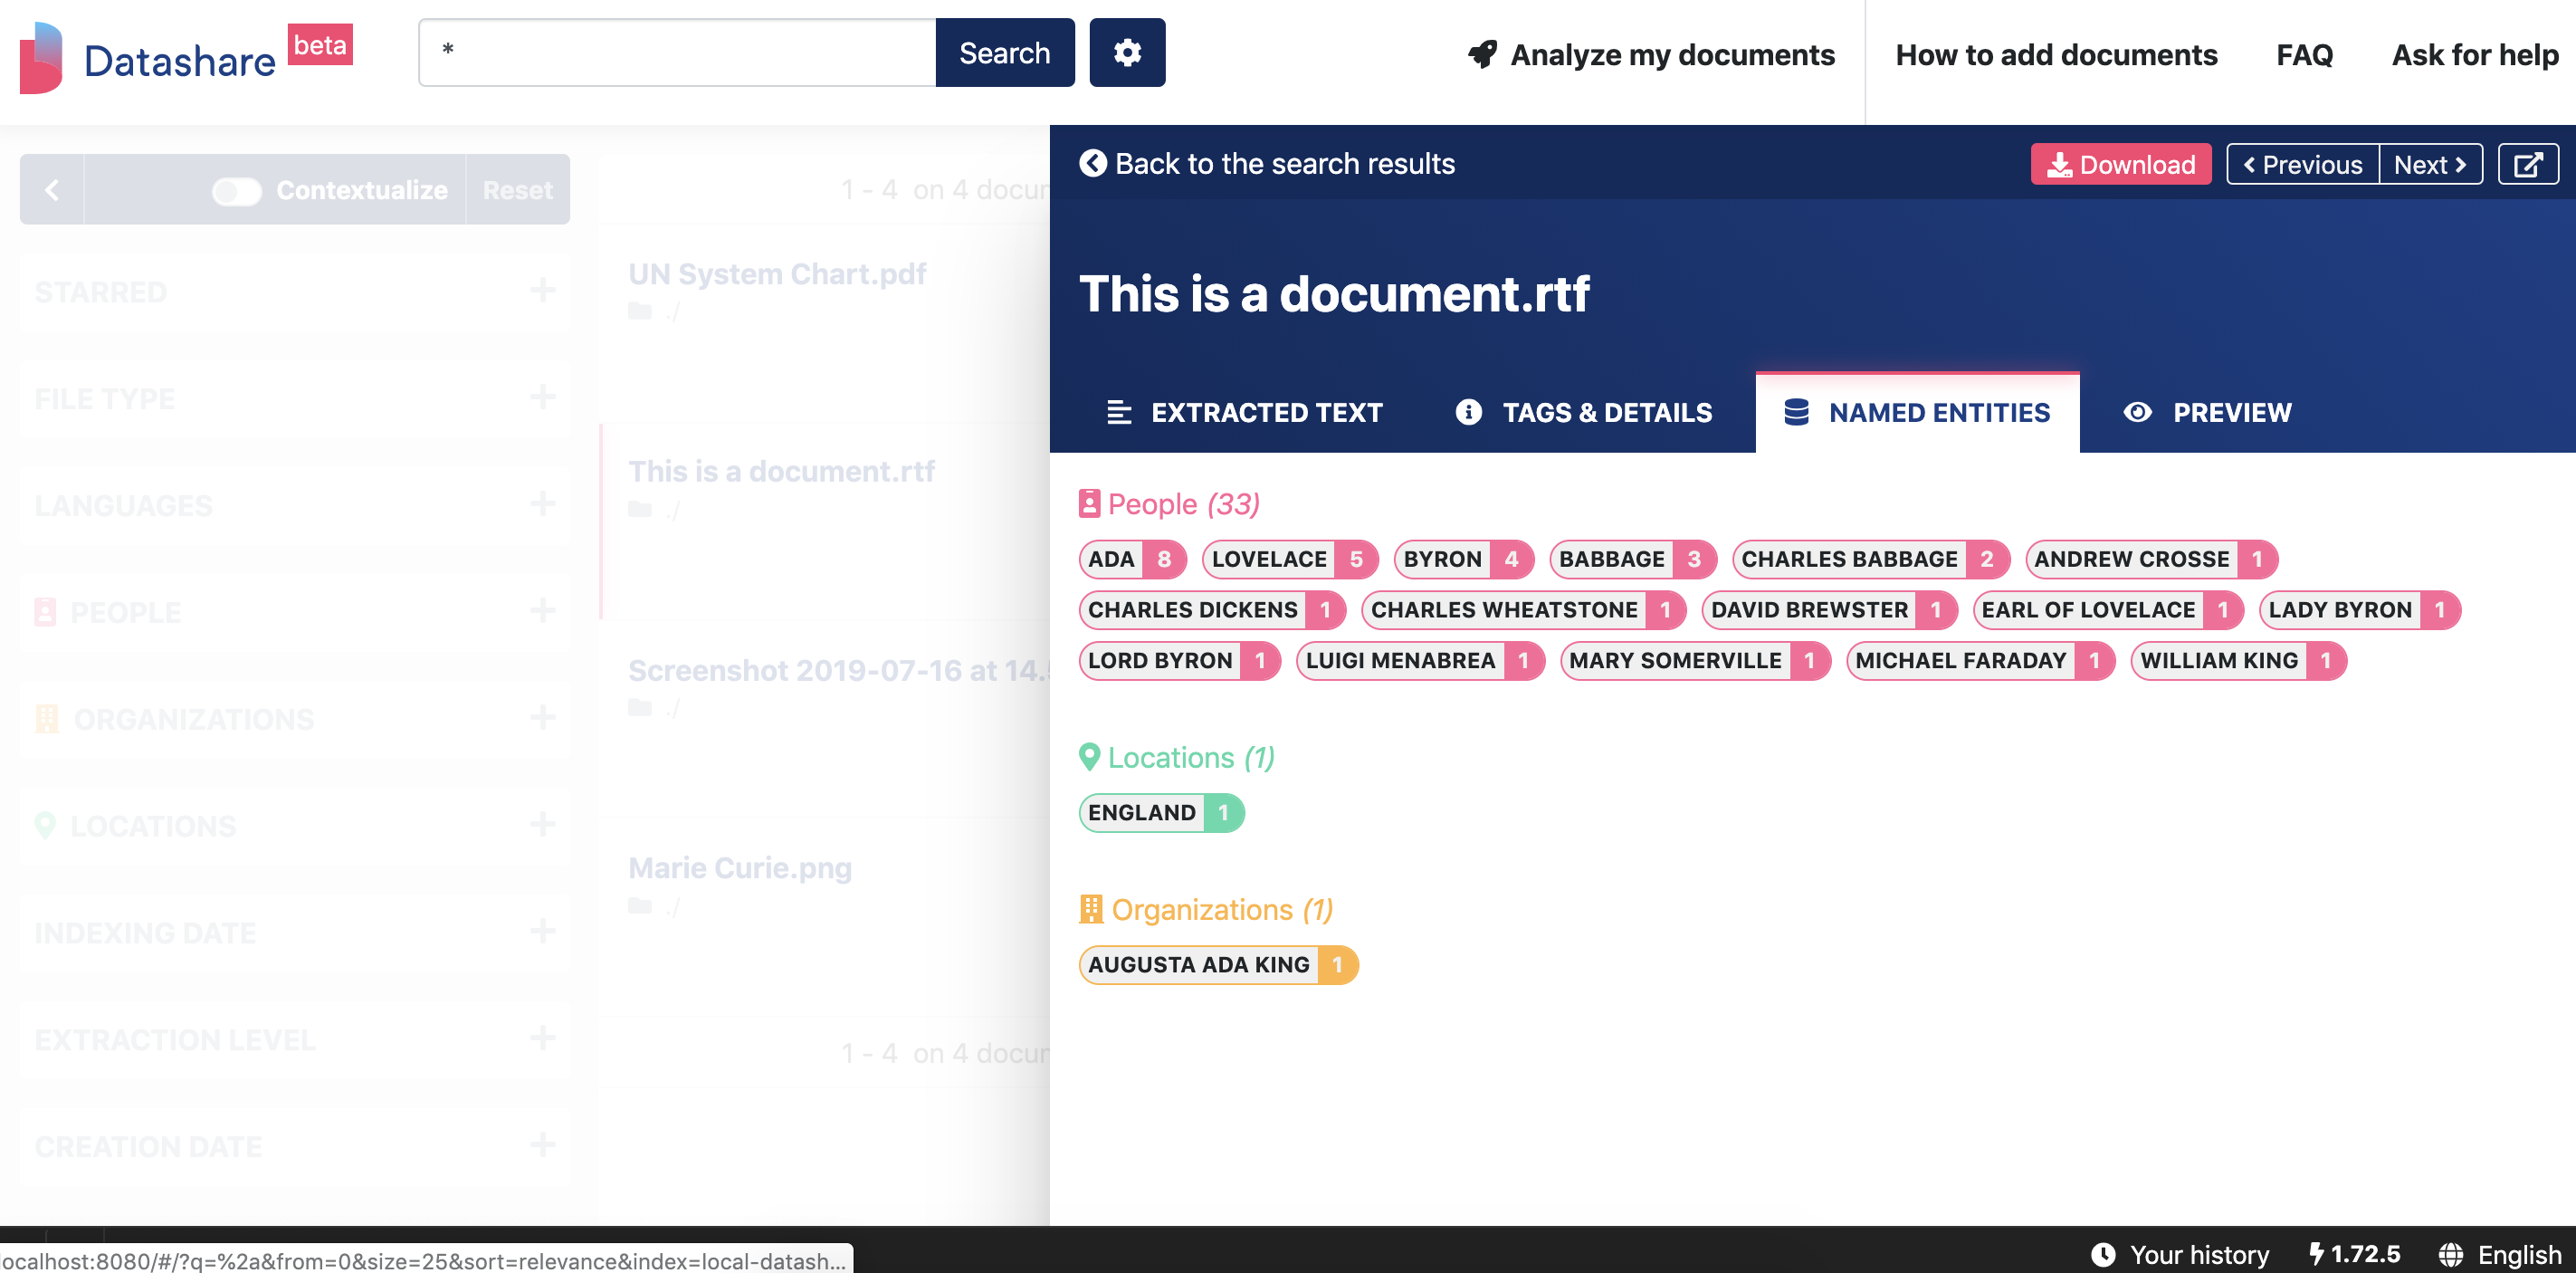 Datashare beta
*
Search
Analyze my documents
How to add documents
FAQ
Ask for help
Contextualize
Reset
STARRED
FILE TYPE
LANGUAGES
PEOPLE
ORGANIZATIONS
LOCATIONS
INDEXING DATE
EXTRACTION LEVEL
CREATION DATE
1 - 4 on 4 docum
UN System Chart.pdf
./
This is a document.rtf
./
Screenshot 2019-07-16 at 14.5
./
Marie Curie.png
./
1 - 4 on 4 docum
Back to the search results
Download
Previous
Next
This is a document.rtf
EXTRACTED TEXT
TAGS & DETAILS
NAMED ENTITIES
PREVIEW
People (33)
ADA 8 LOVELACE 5 BYRON 4 BABBAGE 3 CHARLES BABBAGE 2 ANDREW CROSSE 1
CHARLES DICKENS 1 CHARLES WHEATSTONE 1 DAVID BREWSTER 1 EARL OF LOVELACE 1 LADY BYRON 1
LORD BYRON 1 LUIGI MENABREA 1 MARY SOMERVILLE 1 MICHAEL FARADAY 1 WILLIAM KING 1
Locations (1)
ENGLAND 1
Organizations (1)
AUGUSTA ADA KING 1
ocalhost:8080/#/?q=%2a&from=0&size=25&sort=relevance&index=local-datash...
Your history
1.72.5
English